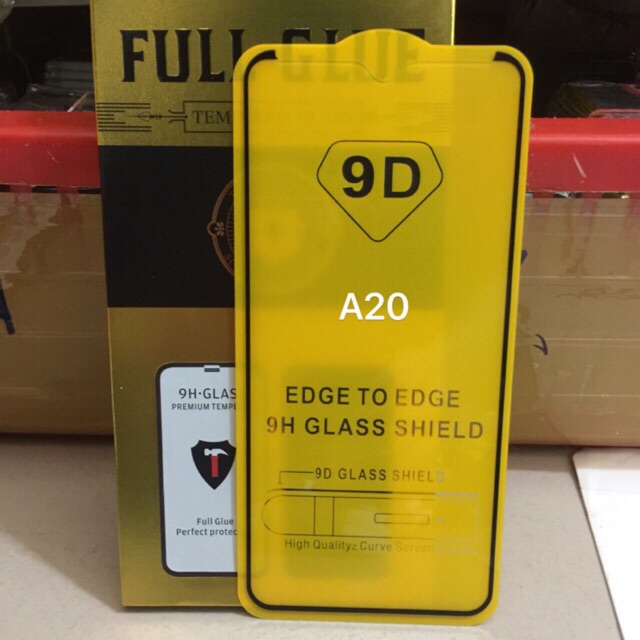 FULL GLUE
TEM
9D
A20
EDGE TO EDGE
9H GLASS SHIELD
9D GLASS SHIELD
High Qualityz Curve Screen
9H-GLAS
PREMIUM TEMPE
Full Glue
Perfect protec